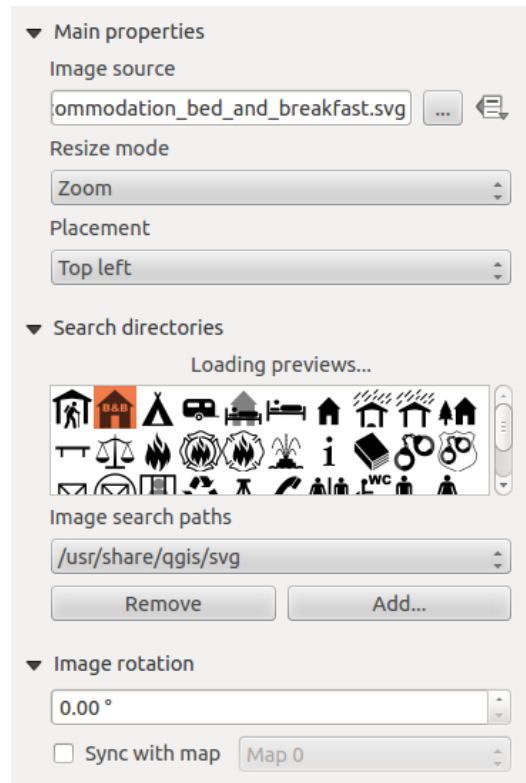 Main properties
Image source
ommodation_bed_and_breakfast.svg ...
Resize mode
Zoom
Placement
Top left
Search directories
Loading previews...
B&B
i
WC
Image search paths
/usr/share/qgis/svg
Remove Add...
Image rotation
0.00 °
Sync with map Map 0